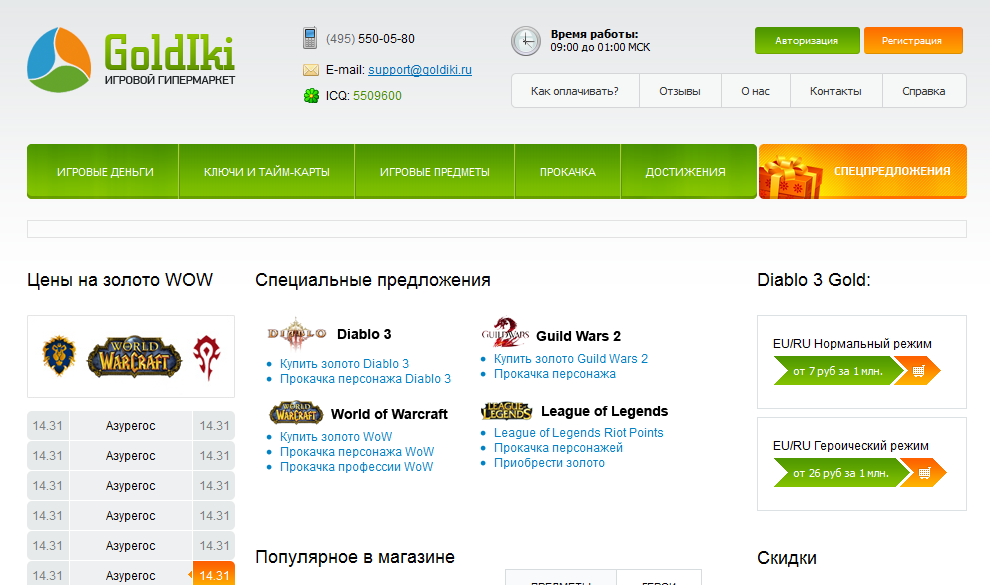 GoldIki
ИГРОВОЙ ГИПЕРМАРКЕТ
(495) 550-05-80
E-mail: support@goldiki.ru
ICQ: 5509600
Время работы:
09:00 до 01:00 МСК
Авторизация
Регистрация
Как оплачивать?
Отзывы
О нас
Контакты
Справка
ИГРОВЫЕ ДЕНЬГИ
КЛЮЧИ И ТАЙМ-КАРТЫ
ИГРОВЫЕ ПРЕДМЕТЫ
ПРОКАЧКА
ДОСТИЖЕНИЯ
СПЕЦПРЕДЛОЖЕНИЯ
Цены на золото WOW
WORLD
WARCRAFT
14.31 Азурегос 14.31
14.31 Азурегос 14.31
14.31 Азурегос 14.31
14.31 Азурегос 14.31
14.31 Азурегос 14.31
14.31 Азурегос 14.31
Специальные предложения
DIABLO
Diablo 3
Купить золото Diablo 3
Прокачка персонажа Diablo 3
GUILD WARS
Guild Wars 2
Купить золото Guild Wars 2
Прокачка персонажа
WORLD
WARCRAFT
World of Warcraft
Купить золото WoW
Прокачка персонажа WoW
Прокачка профессии WoW
LEAGUE
LEGENDS
League of Legends
League of Legends Riot Points
Прокачка персонажей
Приобрести золото
Популярное в магазине
ПРЕДМЕТЫ
ГЕРОИ
Diablo 3 Gold:
EU/RU Нормальный режим
от 7 руб за 1 млн.
EU/RU Героический режим
от 26 руб за 1 млн.
Скидки